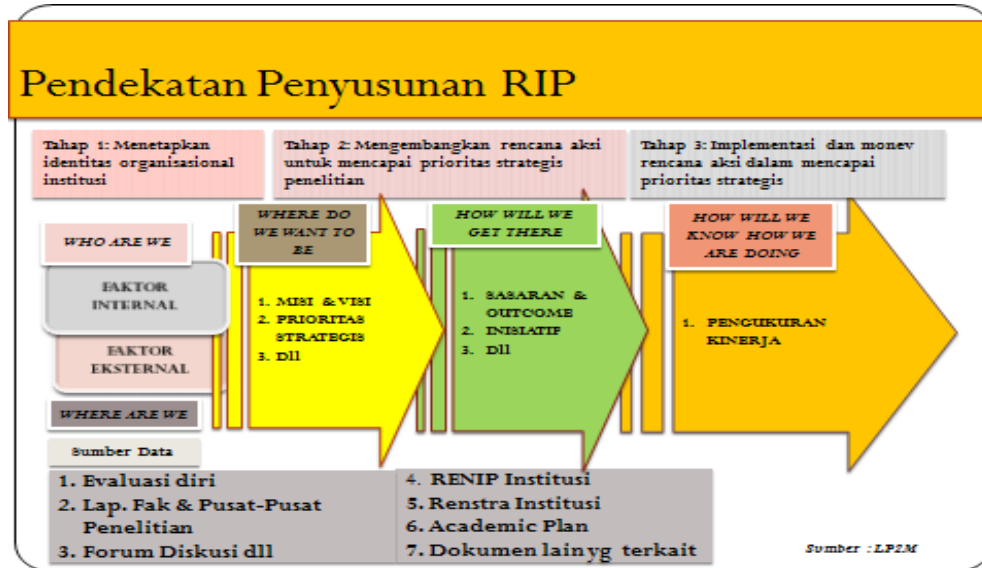 Pendekatan Penyusunan RIP
Tahap 1: Menetapkan
identitas organisasional
institusi
Tahap 2: Mengembangkan rencana aksi
untuk mencapai prioritas strategis
penelitian
Tahap 3: Implementasi dan monev
rencana aksi dalam mencapai
prioritas strategis
WHO ARE WE
FAKTOR
INTERNAL
FAKTOR
EKSTERNAL
WHERE ARE WE
WHERE DO
WE WANT TO
BE
1. MISI & VISI
2. PRIORITAS
STRATEGIS
3. Dll
HOW WILL WE
GET THERE
1. SASARAN &
OUTCOME
2. INISIATIF
3. Dll
HOW WILL WE
KNOW HOW WE
ARE DOING
1. PENGUKURAN
KINERJA
Sumber Data
1. Evaluasi diri
2. Lap. Fak & Pusat-Pusat
Penelitian
3. Forum Diskusi dll
4. RENIP Institusi
5. Renstra Institusi
6. Academic Plan
7. Dokumen lain yg terkait
Sumber : LP2M